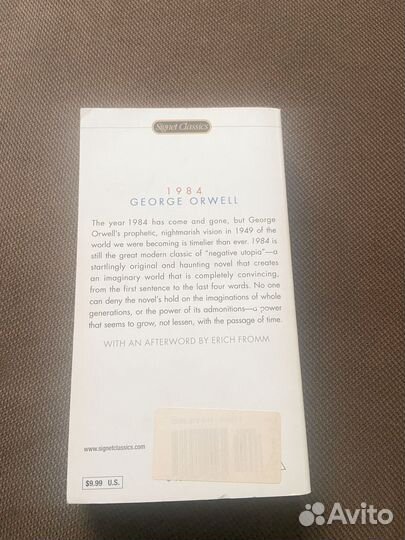 Signet Classics
1984
GEORGE ORWELL
The year 1984 has come and gone, but George
Orwell's prophetic, nightmarish vision in 1949 of the
world we were becoming is timelier than ever. 1984 is
still the great modern classic of "negative utopia"—a
startlingly original and haunting novel that creates
an imaginary world that is completely convincing,
from the first sentence to the last four words. No one
can deny the novel's hold on the imaginations of whole
generations, or the power of its admonitions—a power
that seems to grow, not lessen, with the passage of time.
WITH AN AFTERWORD BY ERICH FROMM
www.signetclassics.com
$9.99 U.S.
Avito